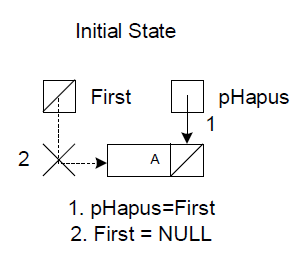 Initial State
First
pHapus
1
2
A
1. pHapus=First
2. First = NULL